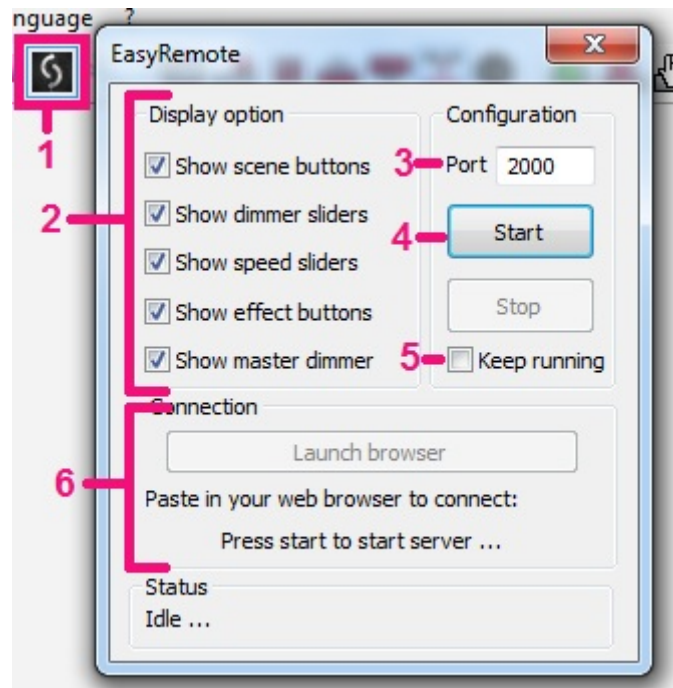 nguage ?
EasyRemote
1
2
Display option
Show scene buttons
Show dimmer sliders
Show speed sliders
Show effect buttons
Show master dimmer
Configuration
3
Port 2000
4
Start
Stop
5
Keep running
6
Connection
Launch browser
Paste in your web browser to connect:
Press start to start server ...
Status
Idle ...